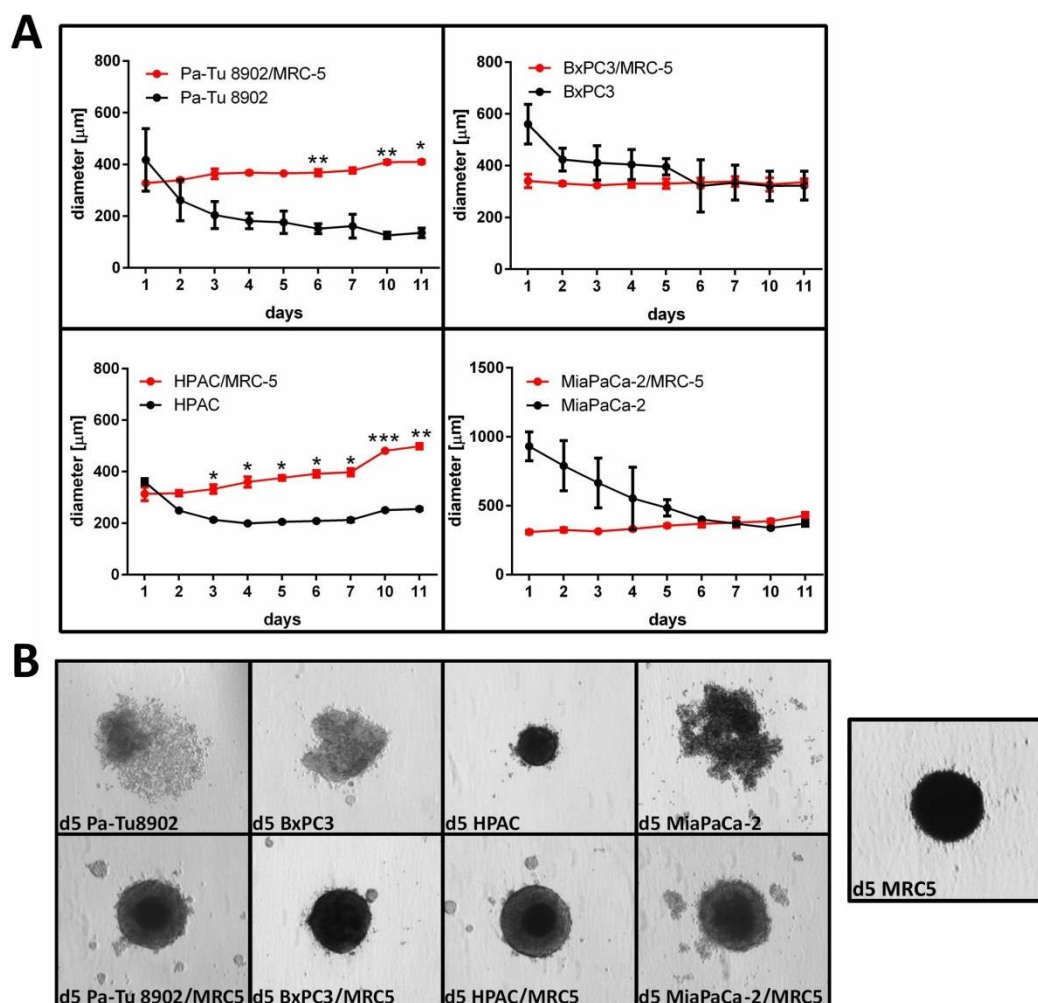 A
Pa-Tu 8902/MRC-5
Pa-Tu 8902
diameter [µm]
800
600
400
200
0
** ** *
1 2 3 4 5 6 7 10 11
days
BxPC3/MRC-5
BxPC3
diameter [µm]
800
600
400
200
0
1 2 3 4 5 6 7 10 11
days
HPAC/MRC-5
HPAC
diameter [µm]
800
600
400
200
0
* * * * * *** **
1 2 3 4 5 6 7 10 11
days
MiaPaCa-2/MRC-5
MiaPaCa-2
diameter [µm]
1500
1000
500
0
1 2 3 4 5 6 7 10 11
days
B
d5 Pa-Tu8902
d5 BxPC3
d5 HPAC
d5 MiaPaCa-2
d5 MRC5
d5 Pa-Tu 8902/MRC5
d5 BxPC3/MRC5
d5 HPAC/MRC5
d5 MiaPaCa-2/MRC5